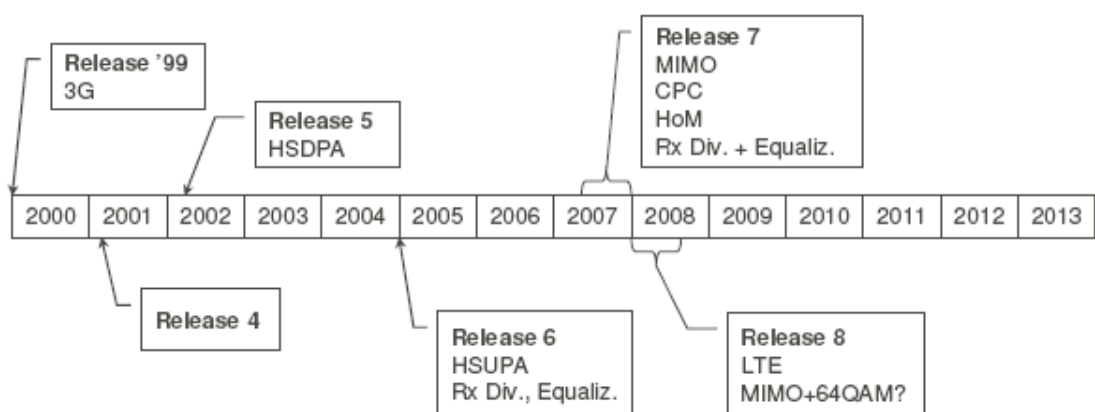 Release '99
3G
Release 5
HSDPA
Release 7
MIMO
CPC
HoM
Rx Div. + Equaliz.
2000 2001 2002 2003 2004 2005 2006 2007 2008 2009 2010 2011 2012 2013
Release 4
Release 6
HSUPA
Rx Div., Equaliz.
Release 8
LTE
MIMO+64QAM?